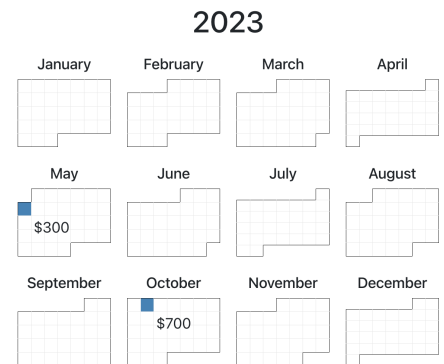 2023
January February March April
May June July August
$300
September October November December
$700